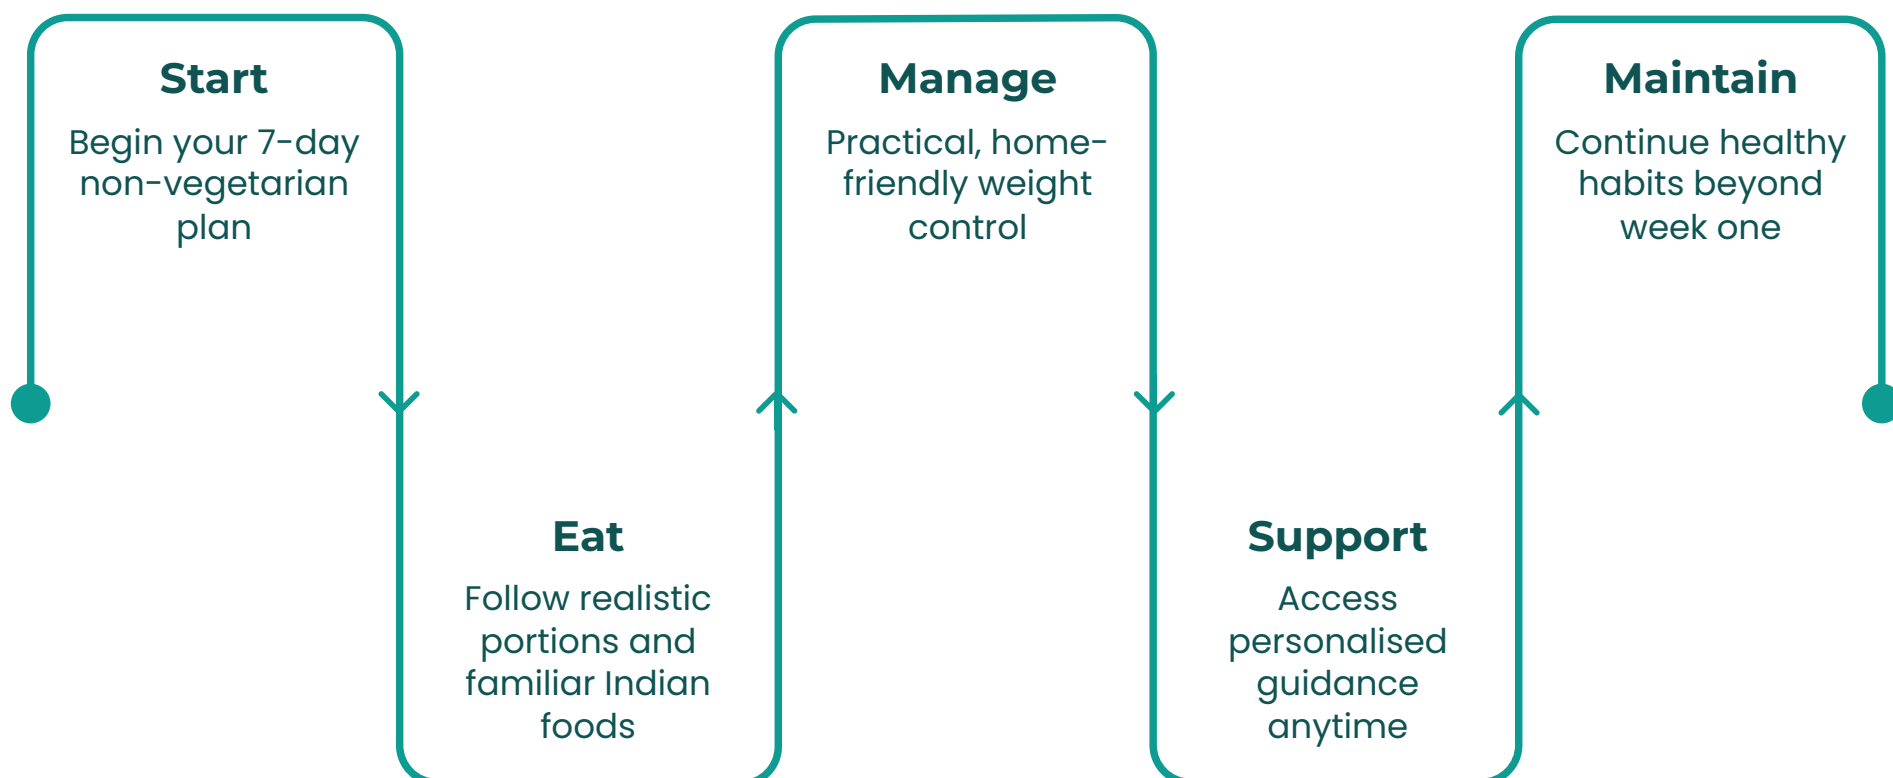 Start
Begin your 7-day
non-vegetarian
plan
Eat
Follow realistic
portions and
familiar Indian
foods
Manage
Practical, home-
friendly weight
control
Support
Access
personalised
guidance
anytime
Maintain
Continue healthy
habits beyond
week one